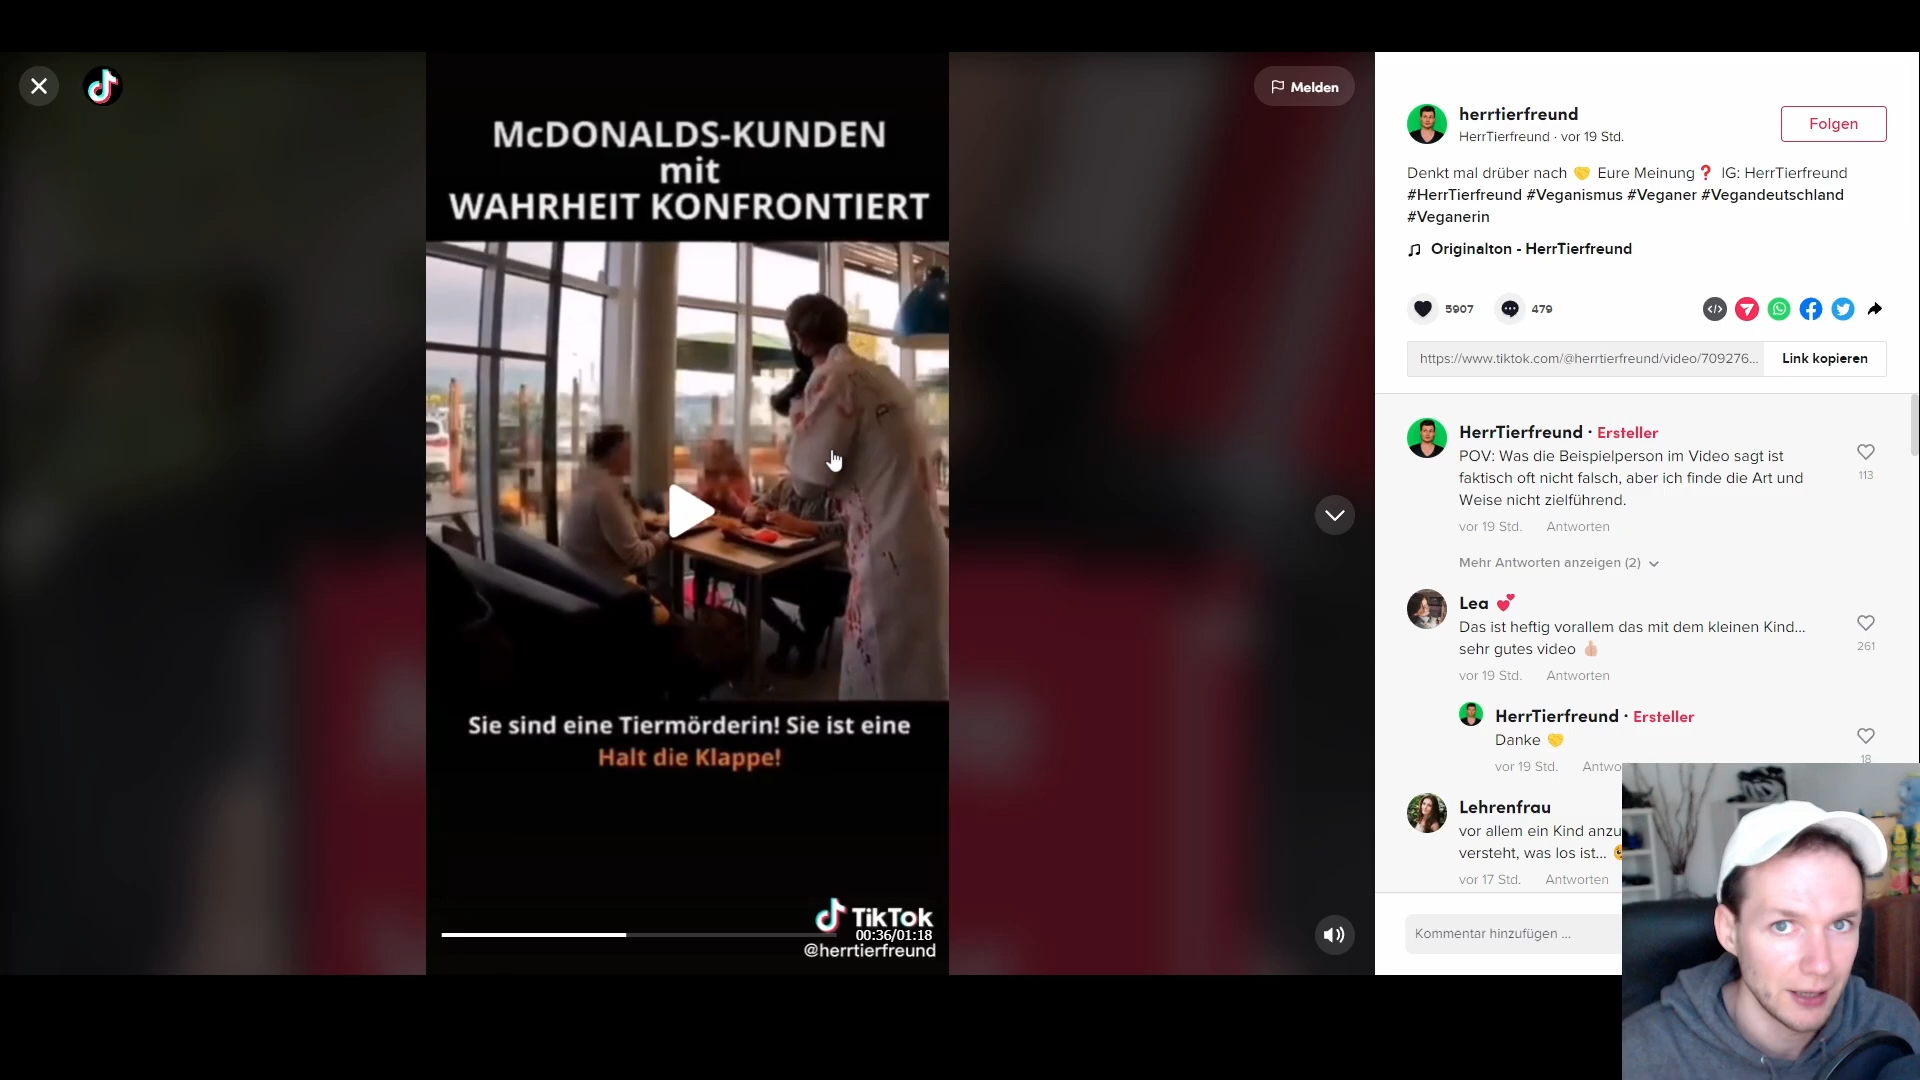 McDONALDS-KUNDEN
mit
WAHRHEIT KONFRONTIERT
Sie sind eine Tiermörderin! Sie ist eine
Halt die Klappe!
TikTok
00:36/01:18
@herrtierfreund
Melden
herrtierfreund
HerrTierfreund · vor 19 Std.
Folgen
Denkt mal drüber nach 🤝 Eure Meinung❓ IG: HerrTierfreund
#HerrTierfreund #Veganismus #Veganer #Vegandeutschland
#Veganerin
Originalton - HerrTierfreund
5907
479
https://www.tiktok.com/@herrtierfreund/video/709276...
Link kopieren
HerrTierfreund · Ersteller
POV: Was die Beispielperson im Video sagt ist
faktisch oft nicht falsch, aber ich finde die Art und
Weise nicht zielführend.
113
vor 19 Std. Antworten
Mehr Antworten anzeigen (2)
Lea 💕
Das ist heftig vorallem das mit dem kleinen Kind...
sehr gutes video 👍🏼
261
vor 19 Std. Antworten
HerrTierfreund · Ersteller
Danke 🤝
18
vor 19 Std. Antwo
Lehrenfrau
vor allem ein Kind anzu
versteht, was los ist...
vor 17 Std. Antworten
Kommentar hinzufügen ...